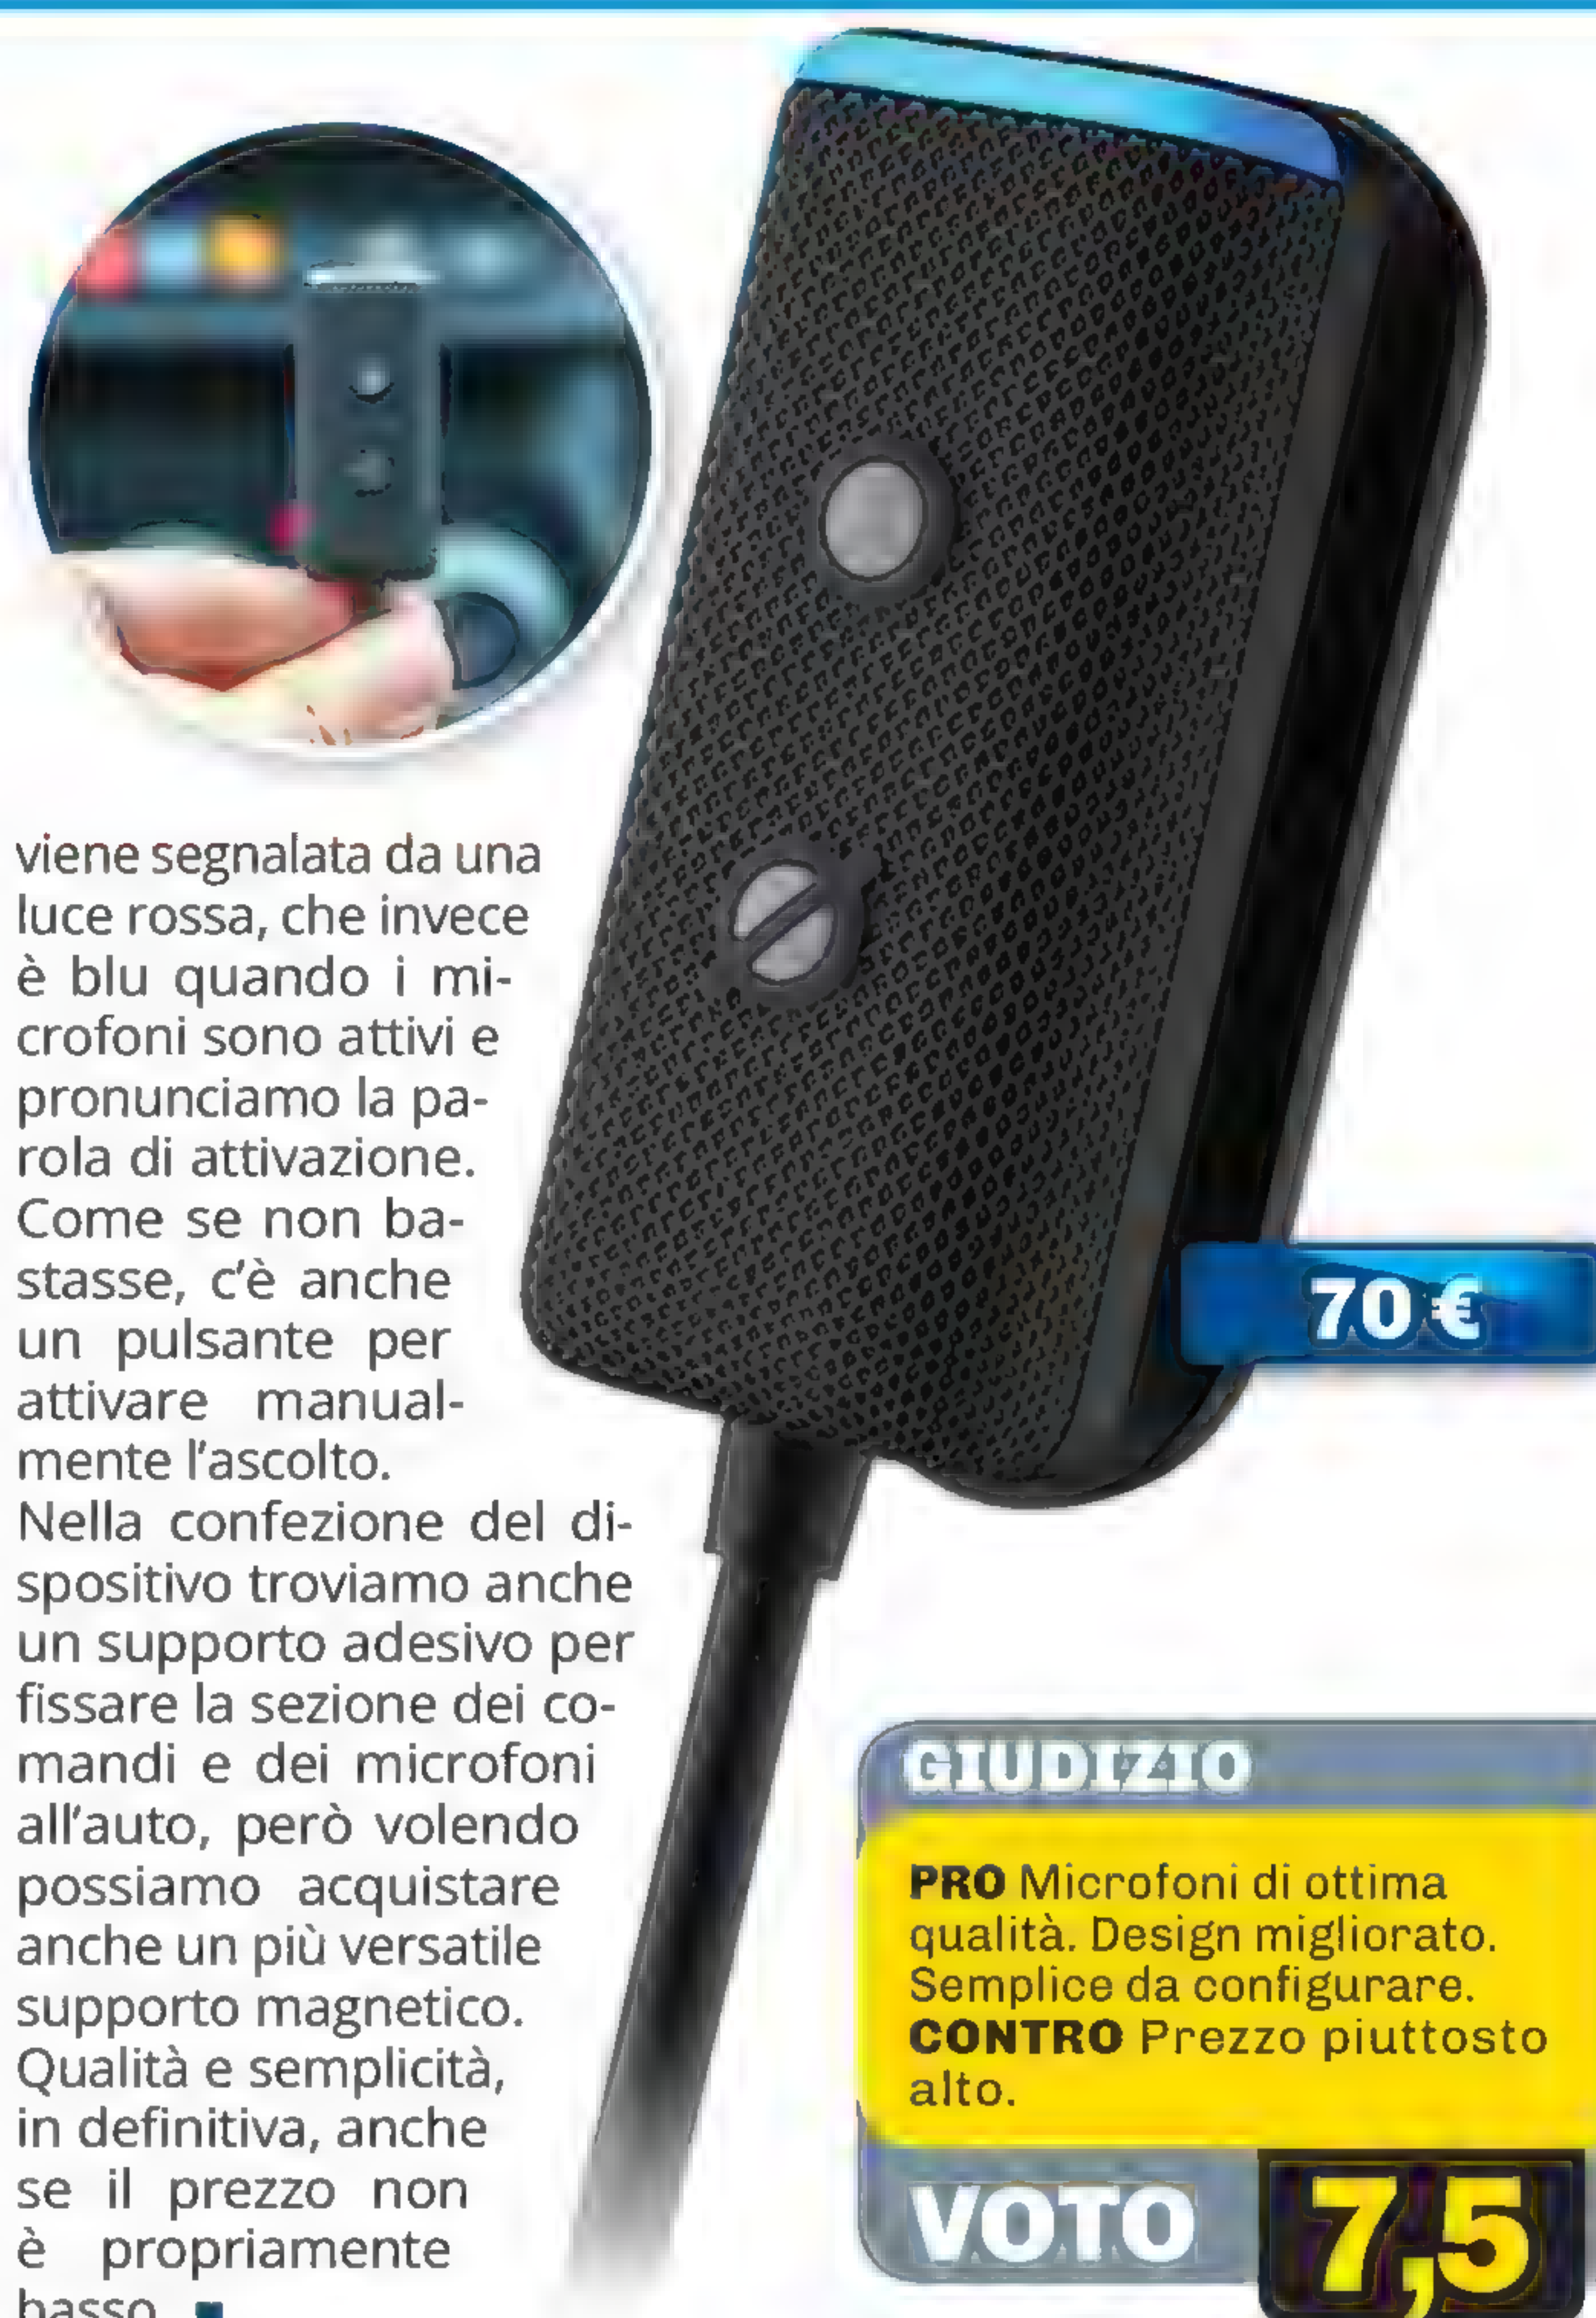 viene segnalata da una
luce rossa, che invece
è blu quando i mi-
crofoni sono attivi e
pronunciamo la pa-
rola di attivazione.
Come se non ba-
stasse, c'è anche
un pulsante per
attivare manual-
mente l'ascolto.
Nella confezione del di-
spositivo troviamo anche
un supporto adesivo per
fissare la sezione dei co-
mandi e dei microfoni
all'auto, però volendo
possiamo acquistare
anche un più versatile
supporto magnetico.
Qualità e semplicità,
in definitiva, anche
se il prezzo non
è propriamente
basso.
70 €
GIUDIZIO
PRO Microfoni di ottima
qualità. Design migliorato.
Semplice da configurare.
CONTRO Prezzo piuttosto
alto.
VOTO 7,5